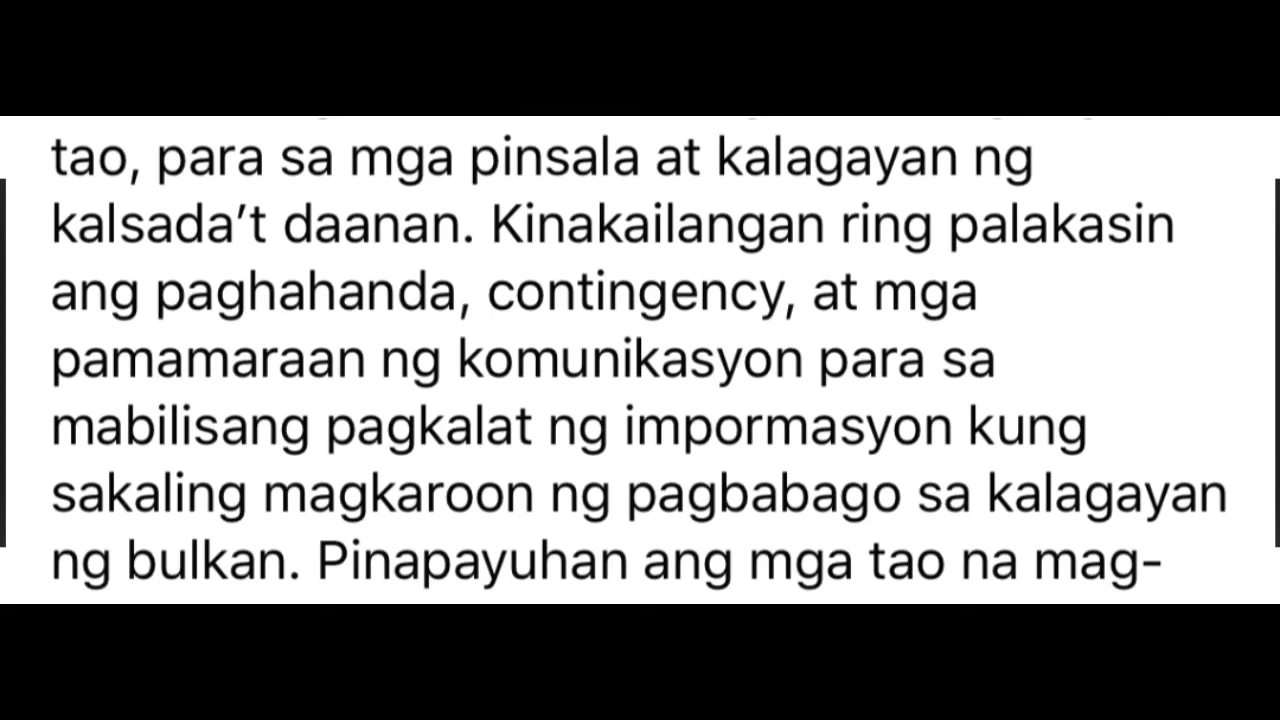 tao, para sa mga pinsala at kalagayan ng
kalsada’t daanan. Kinakailangan ring palakasin
ang paghahanda, contingency, at mga
pamamaraan ng komunikasyon para sa
mabilisang pagkalat ng impormasyon kung
sakaling magkaroon ng pagbabago sa kalagayan
ng bulkan. Pinapayuhan ang mga tao na mag-